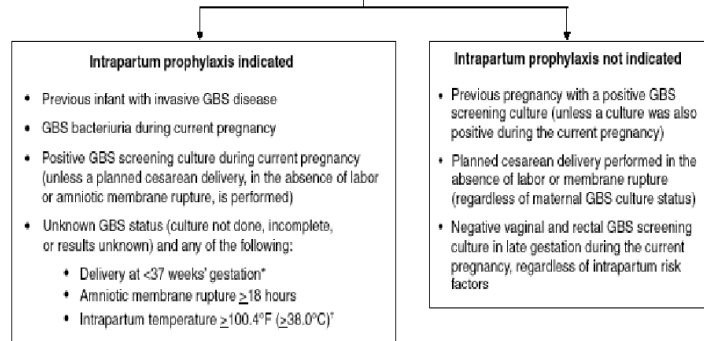 Intrapartum prophylaxis indicated
• Previous infant with invasive GBS disease
• GBS bacteriuria during current pregnancy
• Positive GBS screening culture during current pregnancy
(unless a planned cesarean delivery, in the absence of labor
or amniotic membrane rupture, is performed)
• Unknown GBS status (culture not done, incomplete,
or results unknown) and any of the following:
• Delivery at <37 weeks' gestation*
• Amniotic membrane rupture ≥18 hours
• Intrapartum temperature ≥100.4°F (≥38.0°C)†
Intrapartum prophylaxis not indicated
• Previous pregnancy with a positive GBS
screening culture (unless a culture was also
positive during the current pregnancy)
• Planned cesarean delivery performed in the
absence of labor or membrane rupture
(regardless of maternal GBS culture status)
• Negative vaginal and rectal GBS screening
culture in late gestation during the current
pregnancy, regardless of intrapartum risk
factors